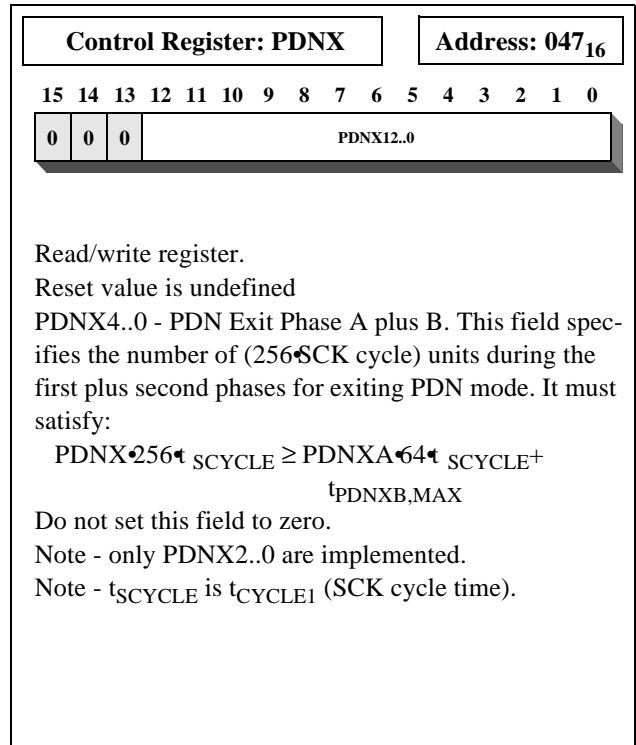 Control Register: PDNX
Address: 047₁₆
15 14 13 12 11 10 9 8 7 6 5 4 3 2 1 0
0 0 0 PDNX12..0
Read/write register.
Reset value is undefined
PDNX4..0 - PDN Exit Phase A plus B. This field spec-
ifies the number of (256•SCK cycle) units during the
first plus second phases for exiting PDN mode. It must
satisfy:
PDNX•256•t SCYCLE ≥ PDNXA•64•t SCYCLE+
tPDNXB,MAX
Do not set this field to zero.
Note - only PDNX2..0 are implemented.
Note - tSCYCLE is tCYCLE1 (SCK cycle time).